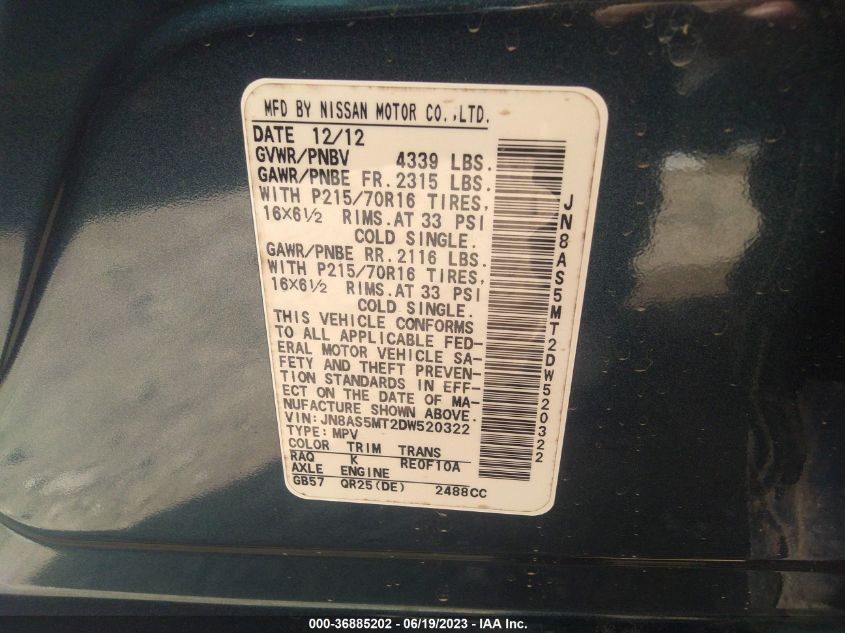 MFD BY NISSAN MOTOR CO.,LTD.
DATE 12/12
GVWR/PNBV 4339 LBS.
GAWR/PNBE FR. 2315 LBS.
WITH P215/70R16 TIRES,
16X6½ RIMS. AT 33 PSI
COLD SINGLE.
GAWR/PNBE RR. 2116 LBS.
WITH P215/70R16 TIRES,
16X6½ RIMS. AT 33 PSI
COLD SINGLE.
THIS VEHICLE CONFORMS
TO ALL APPLICABLE FED-
ERAL MOTOR VEHICLE SA-
FETY AND THEFT PREVEN-
TION STANDARDS IN EFF-
ECT ON THE DATE OF MA-
NUFACTURE SHOWN ABOVE.
VIN: JN8AS5MT2DW520322
TYPE: MPV
COLOR TRIM TRANS
RAQ K RE0F10A
AXLE ENGINE
GB57 QR25(DE) 2488CC
JN8AS5MT2DW520322
000-36885202 - 06/19/2023 - IAA Inc.